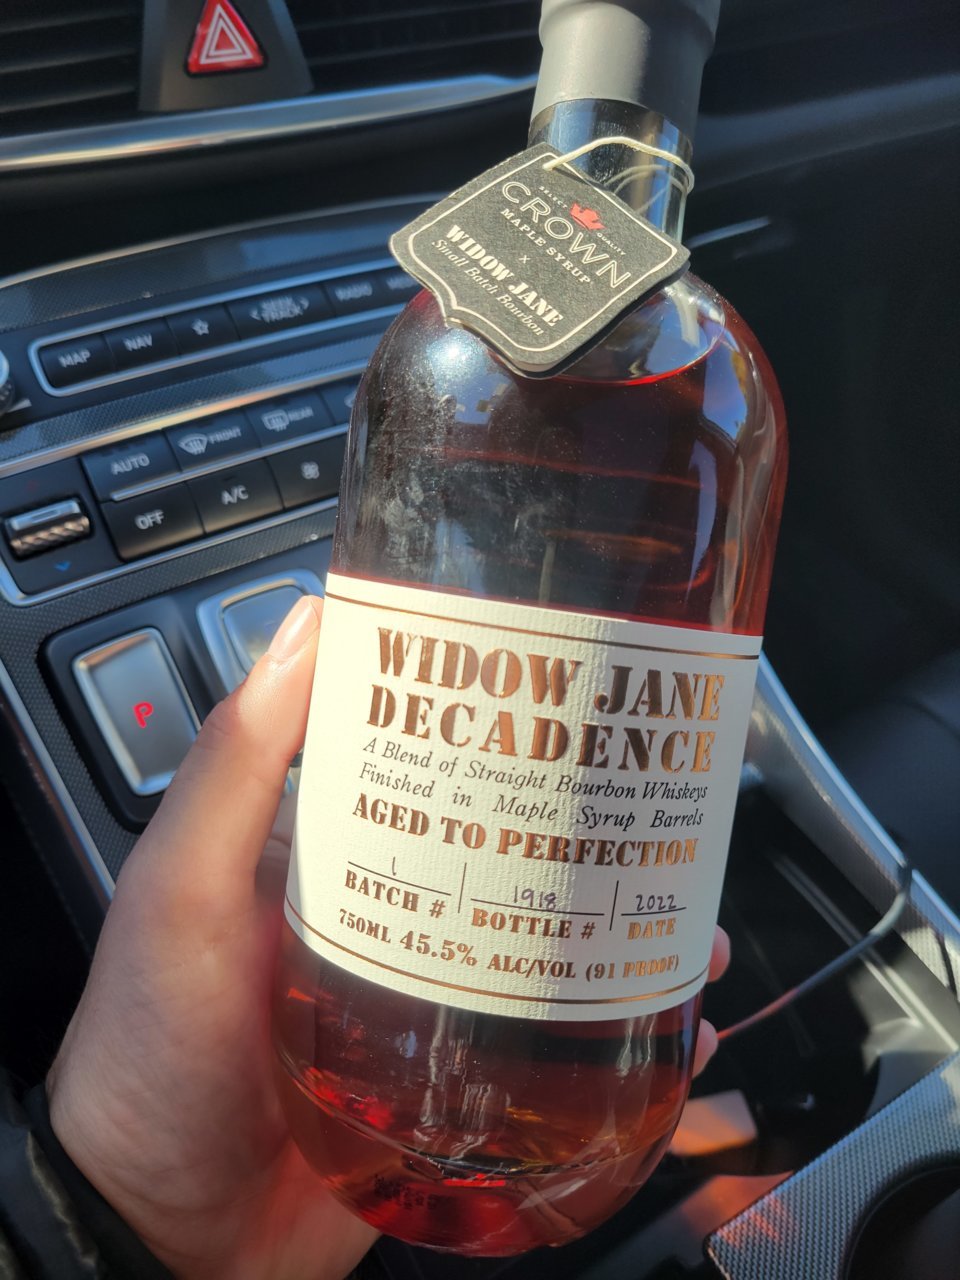 SELECT QUALITY
CROWN
MAPLE SYRUP
X
WIDOW JANE
Small Batch Bourbon
MAP
NAV
SEEK
TRACK
RADIO
AUTO
FRONT
REAR
OFF
A/C
P
WIDOW JANE
DECADENCE
A Blend of Straight Bourbon Whiskeys
Finished in Maple Syrup Barrels
AGED TO PERFECTION
1 1918 2022
BATCH # BOTTLE # DATE
750ML 45.5% ALC/VOL (91 PROOF)